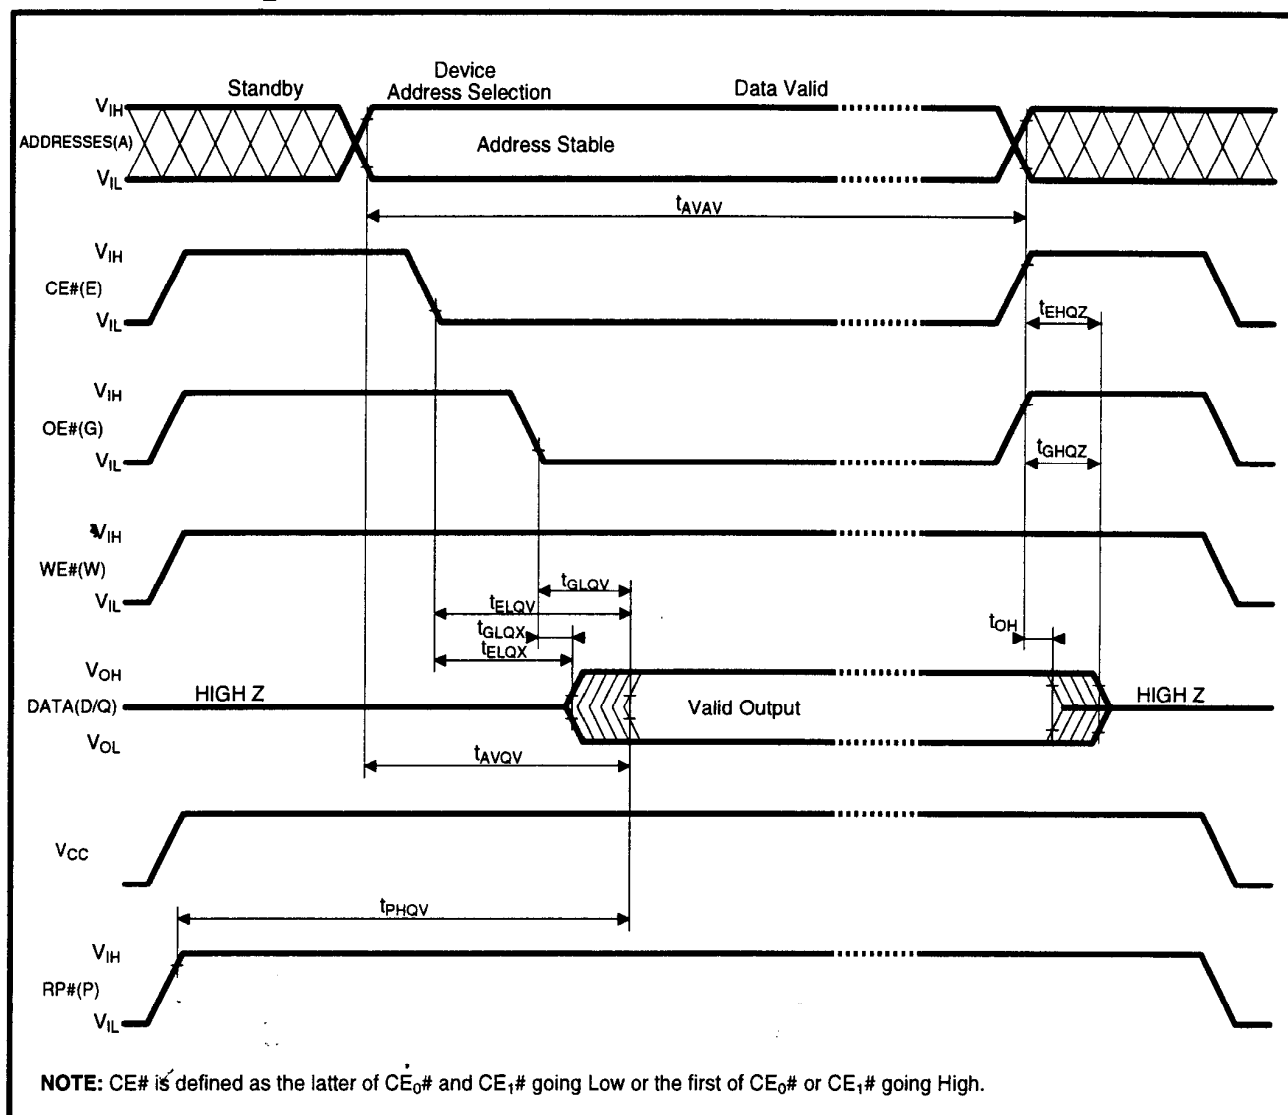 Standby
Device
Address Selection
Data Valid
VIH
ADDRESSES(A)
Address Stable
VIL
tAVAV
VIH
CE#(E)
VIL
tEHQZ
VIH
OE#(G)
VIL
tGHQZ
VIH
WE#(W)
VIL
tGLQV
tELQV
tGLQX
tOH
tELQX
VOH
HIGH Z
DATA(D/Q)
Valid Output
HIGH Z
VOL
tAVQV
VCC
tPHQV
VIH
RP#(P)
VIL
NOTE: CE# is defined as the latter of CE0# and CE1# going Low or the first of CE0# or CE1# going High.